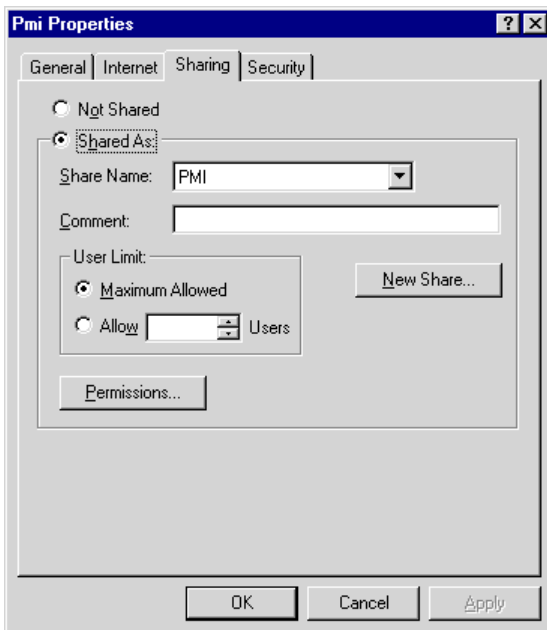 Pmi Properties
General Internet Sharing Security
Not Shared
Shared As:
Share Name: PMI
Comment:
User Limit:
Maximum Allowed
New Share...
Allow Users
Permissions...
OK Cancel Apply